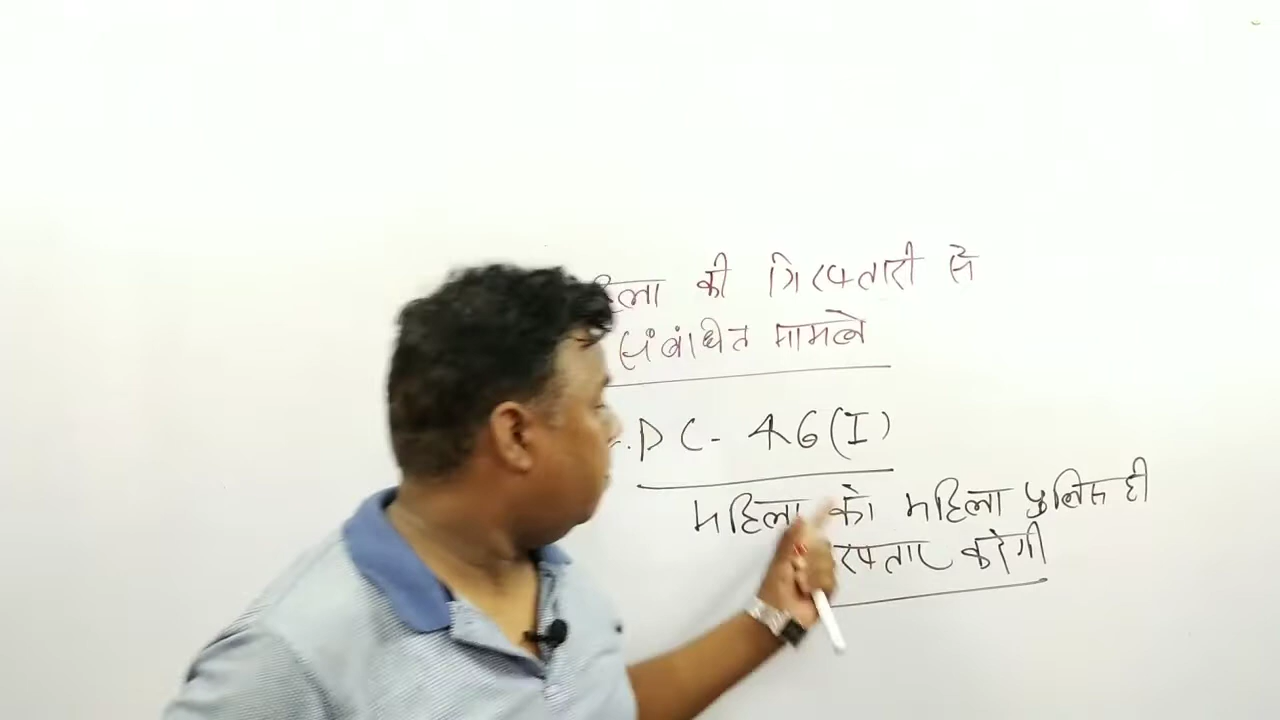 की गिरफ्तारी से
संबंधित मामले
PC- 46(I)
महिला को महिला पुलिस ही
करेगी